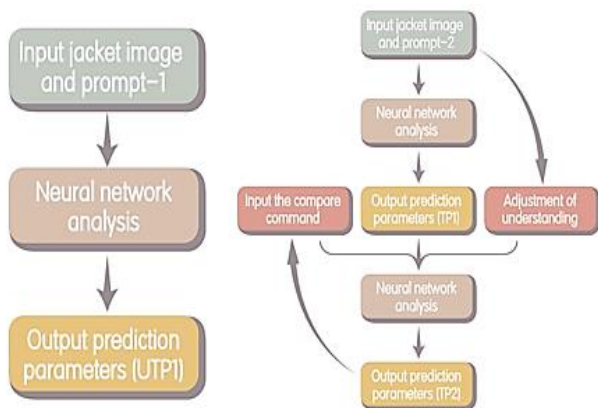 Input jacket image
and prompt-1
Neural network
analysis
Output prediction
parameters (UTP1)
Input jacket image
and prompt-2
Neural network
analysis
Input the compare
command
Output prediction
parameters (TP1)
Adjustment of
understanding
Neural network
analysis
Output prediction
parameters (TP2)